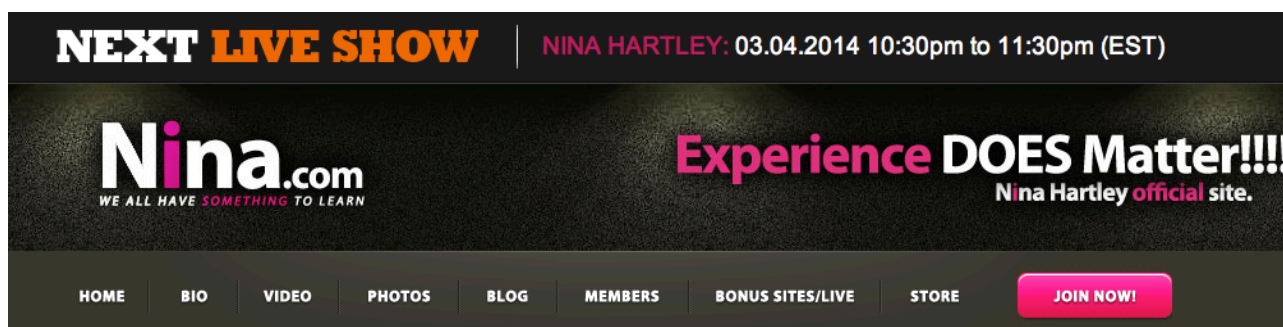 NEXT LIVE SHOW
NINA HARTLEY: 03.04.2014 10:30pm to 11:30pm (EST)
Nina.com
WE ALL HAVE SOMETHING TO LEARN
Experience DOES Matter!!!!
Nina Hartley official site.
HOME BIO VIDEO PHOTOS BLOG MEMBERS BONUS SITES/LIVE STORE JOIN NOW!